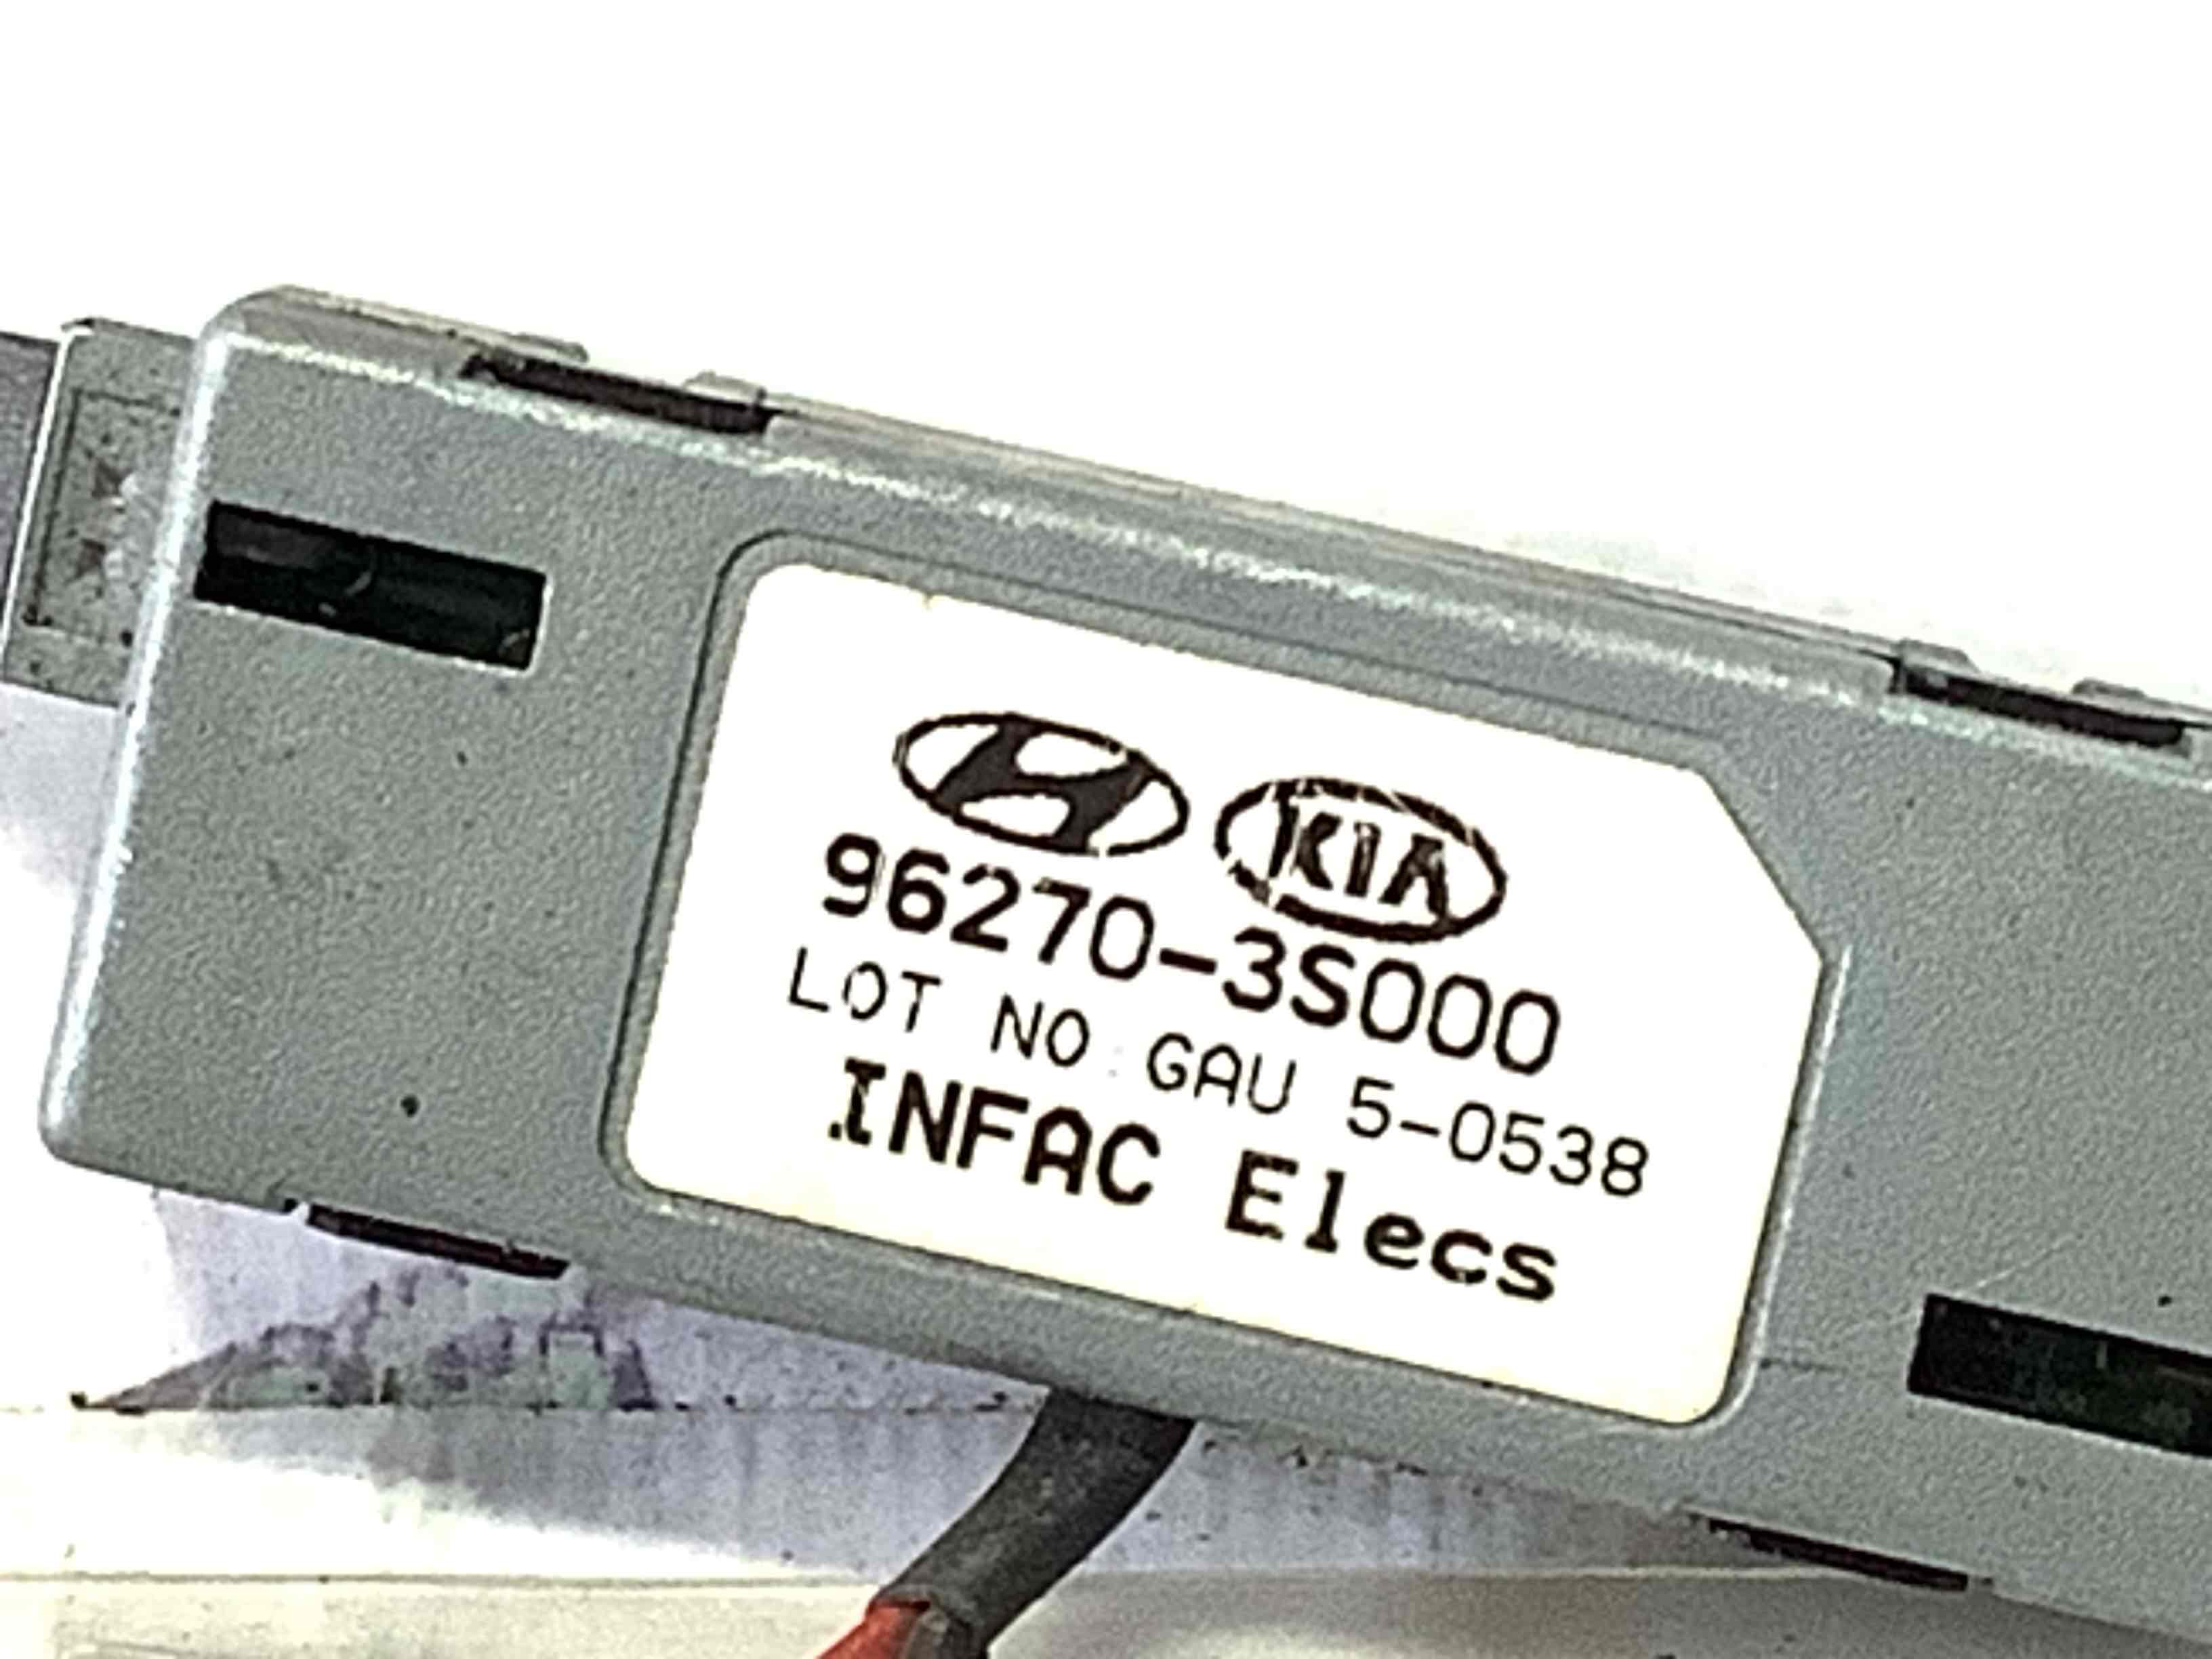 KIA
96270-3S000
LOT NO : GAU 5-0538
INFAC Elecs